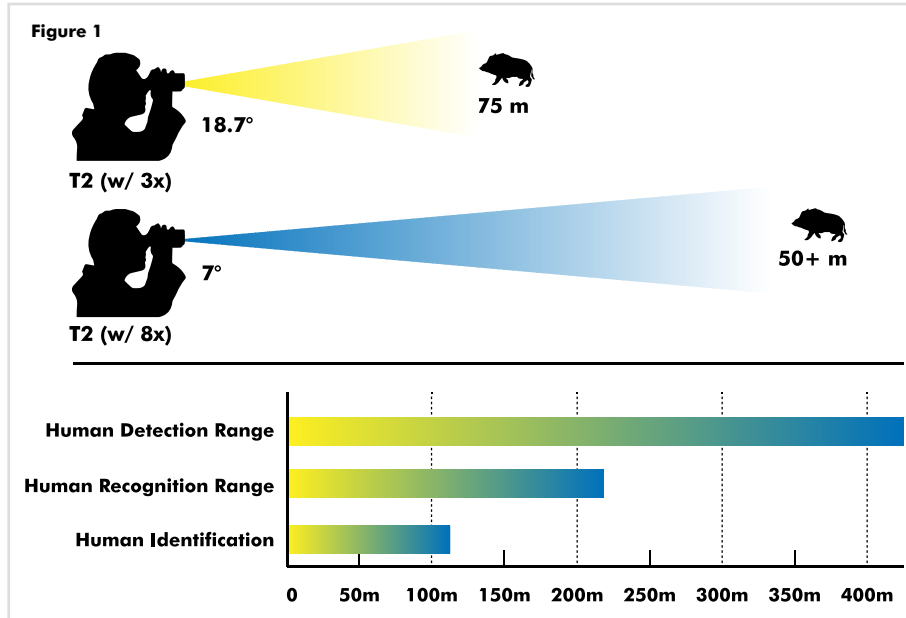 Figure 1
75 m
18.7°
T2 (w/ 3x)
50+ m
7°
T2 (w/ 8x)
Human Detection Range
Human Recognition Range
Human Identification
0 50m 100m 150m 200m 250m 300m 350m 400m